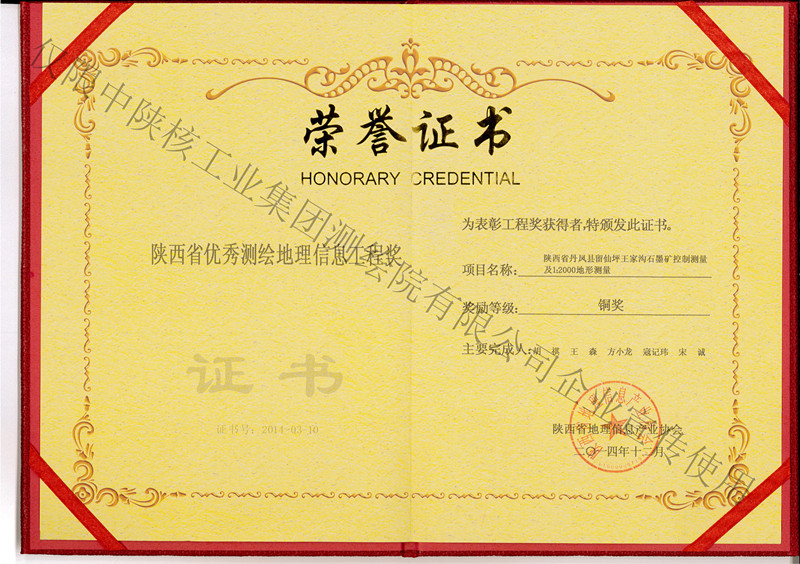 荣誉证书
HONORARY CREDENTIAL
陕西省优秀测绘地理信息工程奖
证书
证书号：2014-03-10
为表彰工程奖获得者,特颁发此证书。
项目名称：
陕西省丹凤县留仙坪王家沟石墨矿控制测量
及1:2000地形测量
奖励等级：铜奖
主要完成人：胡 祺 王 森 方小龙 寇记玮 宋 诚
陕西省地理信息产业协会
二〇一四年十二月
仅限中陕核工业集团测绘院有限公司企业宣传使用